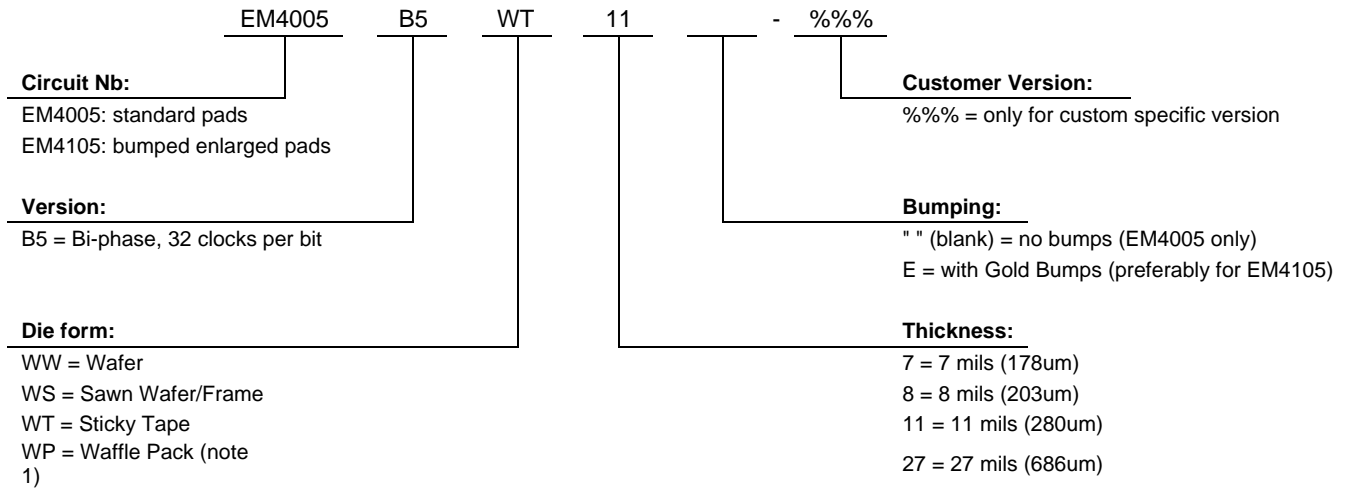 EM4005 B5 WT 11 - %%%
Circuit Nb:
EM4005: standard pads
EM4105: bumped enlarged pads
Customer Version:
%%% = only for custom specific version
Version:
B5 = Bi-phase, 32 clocks per bit
Bumping:
" " (blank) = no bumps (EM4005 only)
E = with Gold Bumps (preferably for EM4105)
Die form:
WW = Wafer
WS = Sawn Wafer/Frame
WT = Sticky Tape
WP = Waffle Pack (note
1)
Thickness:
7 = 7 mils (178um)
8 = 8 mils (203um)
11 = 11 mils (280um)
27 = 27 mils (686um)